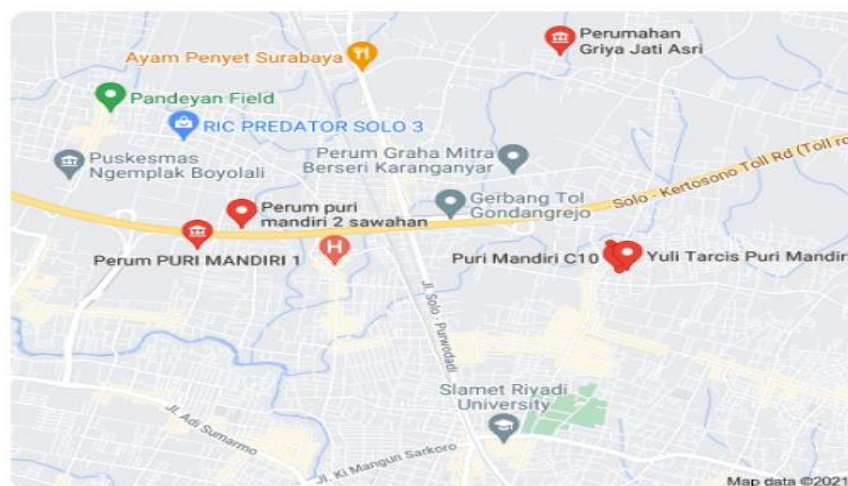 Perumahan
Griya Jati Asri
Ayam Penyet Surabaya
Pandeyan Field
RIC PREDATOR SOLO 3
Puskesmas
Ngemplak Boyolali
Perum Graha Mitra
Berseri Karanganyar
Solo - Kertosono Toll Rd (Toll ro
Gerbang Tol
Gondangrejo
Perum puri
mandiri 2 sawahan
Perum PURI MANDIRI 1
H
Puri Mandiri C10
Yuli Tarcis Puri Mandiri
Jl. Solo - Purwodadi
Slamet Riyadi
University
Jl. Adi Sumarmo
Jl. Ki Mangun Sarkoro
Map data ©2021